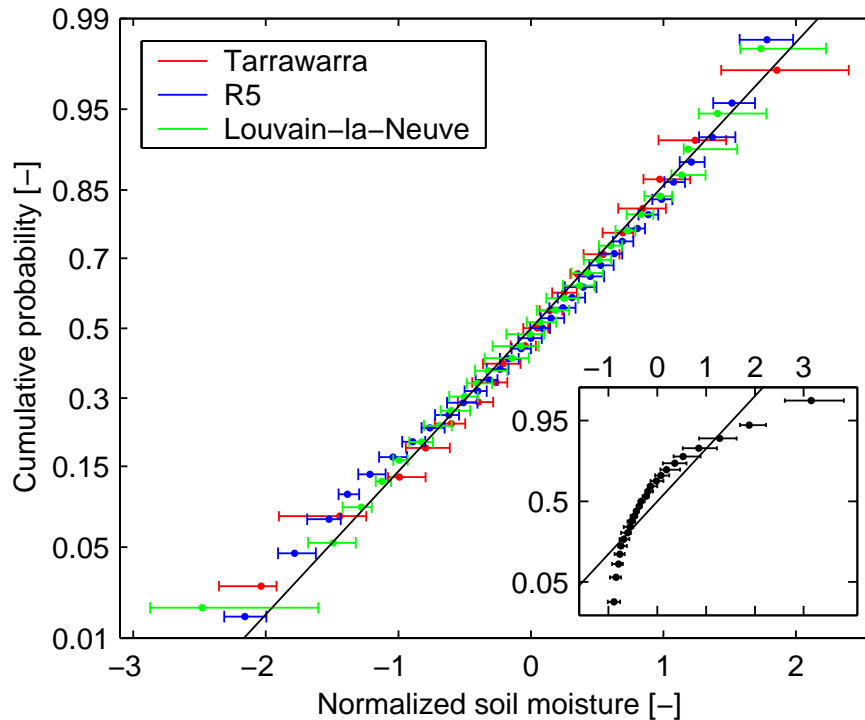 0.99
0.95
0.85
0.7
0.5
0.3
0.15
0.05
0.01
Cumulative probability [−]
Tarrawarra
R5
Louvain−la−Neuve
−1 0 1 2 3
0.95
0.5
0.05
−3 −2 −1 0 1 2
Normalized soil moisture [−]